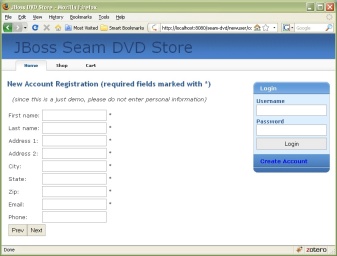 JBoss DVD Store - Mozilla Firefox
File Edit View History Bookmarks Tools Help
Most Visited Smart Bookmarks http://localhost:8080/seam-dvd/newuser/c Google
JBoss Seam DVD Store
Home Shop Cart
New Account Registration (required fields marked with *)
(since this is just a demo, please do not enter personal information)
First name: *
Last name: *
Address 1: *
Address 2: *
City: *
State: *
Zip: *
Email: *
Phone:
Prev Next
Login
Username
Password
Login
Create Account
Done zotero